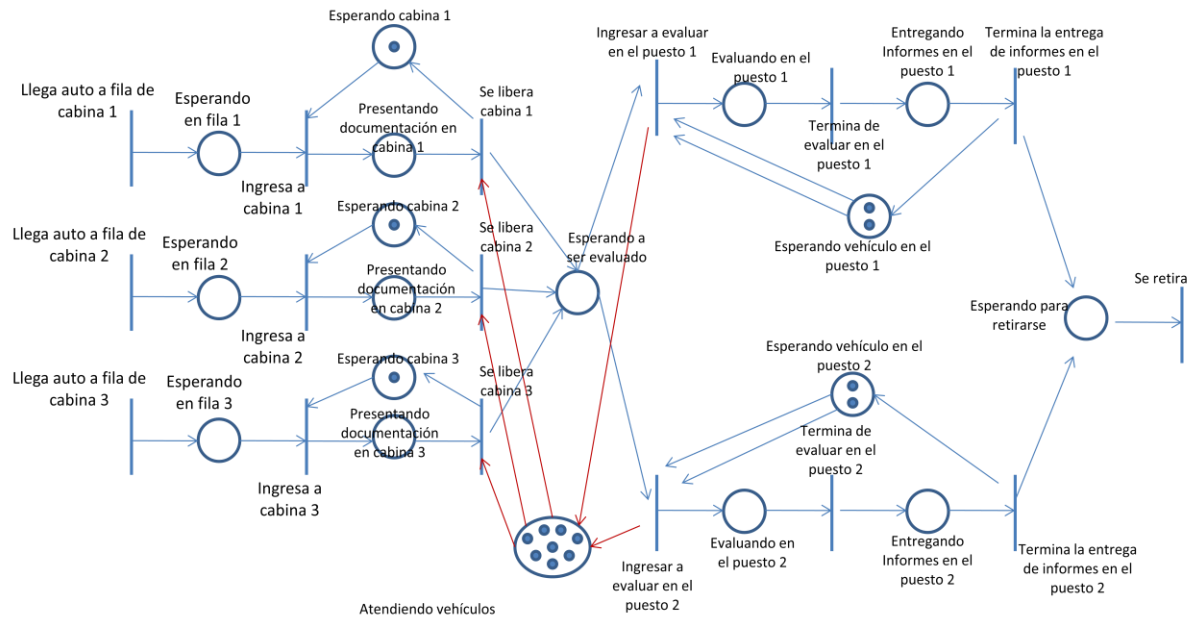 Esperando cabina 1
Llega auto a fila de
cabina 1
Esperando
en fila 1
Presentando
documentación en
cabina 1
Se libera
cabina 1
Ingresa a
cabina 1
Llega auto a fila de
cabina 2
Esperando
en fila 2
Esperando cabina 2
Presentando
documentación
en cabina 2
Se libera
cabina 2
Ingresa a
cabina 2
Llega auto a fila de
cabina 3
Esperando
en fila 3
Esperando cabina 3
Presentando
documentación
en cabina 3
Se libera
cabina 3
Ingresa a
cabina 3
Esperando a
ser evaluado
Atendiendo vehículos
Ingresar a evaluar
en el puesto 1
Evaluando en el
puesto 1
Termina de
evaluar en el
puesto 1
Entregando
Informes en el
puesto 1
Termina la entrega
de informes en el
puesto 1
Esperando vehículo en el
puesto 1
Esperando para
retirarse
Se retira
Esperando vehículo en el
puesto 2
Termina de
evaluar en el
puesto 2
Ingresar a
evaluar en el
puesto 2
Evaluando en
el puesto 2
Entregando
Informes en el
puesto 2
Termina la entrega
de informes en el
puesto 2